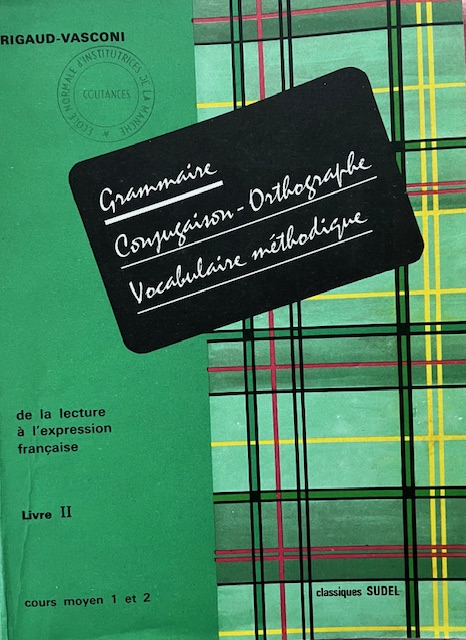 RIGAUD-VASCONI
ÉCOLE NORMALE D'INSTITUTRICES DE LA MANCHE
COUTANCES
Grammaire
Conjugaison - Orthographe
Vocabulaire méthodique
de la lecture
à l'expression
française
Livre II
cours moyen 1 et 2
classiques SUDEL